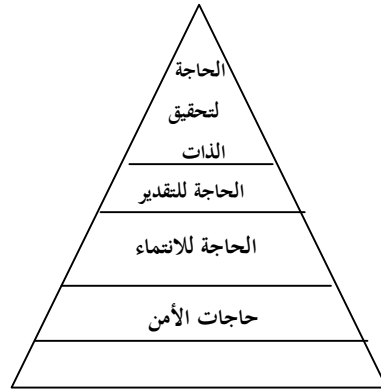 الحاجة
لتحقيق
الذات
الحاجة للتقدير
الحاجة للانتماء
حاجات الأمن